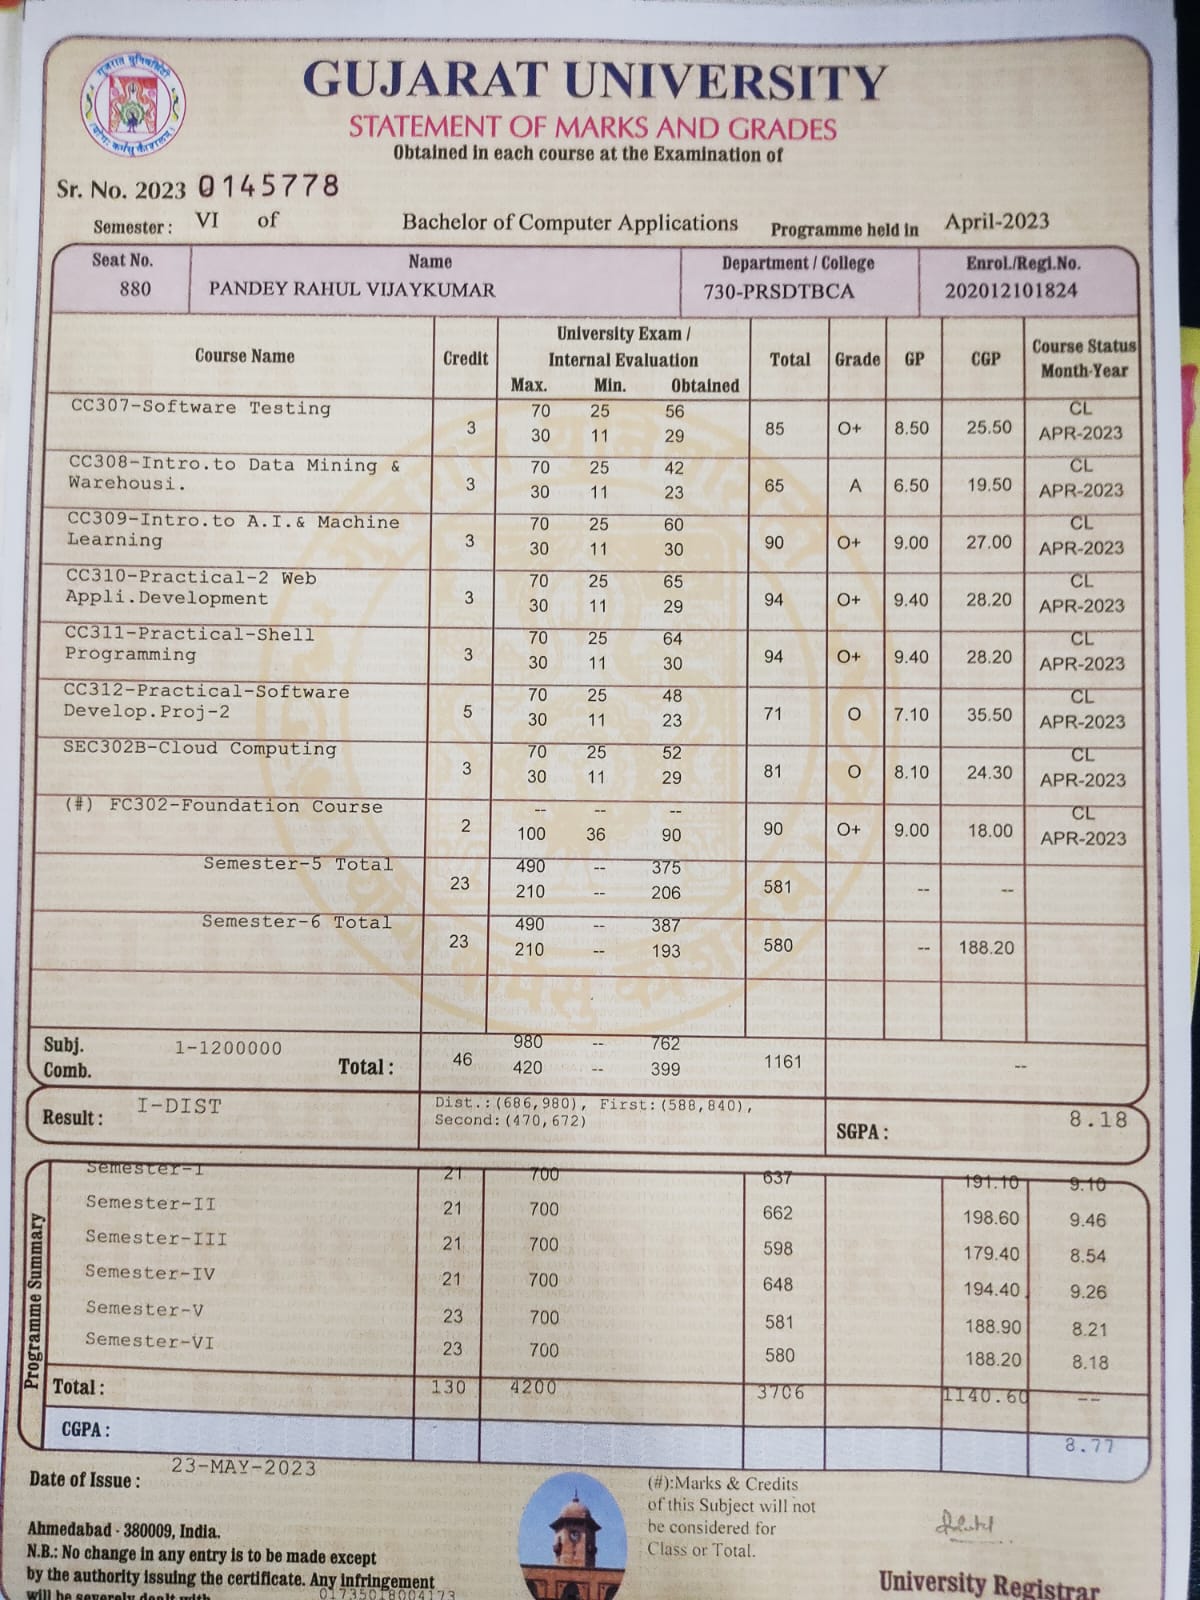 गुजरात युनिवर्सिटी
योगः कर्मसु कौशलम्
GUJARAT UNIVERSITY
STATEMENT OF MARKS AND GRADES
Obtained in each course at the Examination of
Sr. No. 2023 0145778
Semester : VI of Bachelor of Computer Applications Programme held in April-2023
Seat No. Name Department / College Enrol./Regi.No.
880 PANDEY RAHUL VIJAYKUMAR 730-PRSDTBCA 202012101824
University Exam /
Course Name Credit Internal Evaluation Total Grade GP CGP Course Status
Max. Min. Obtained Month-Year
CC307-Software Testing 70 25 56 CL
3 30 11 29 85 O+ 8.50 25.50 APR-2023
CC308-Intro.to Data Mining & 70 25 42 CL
Warehousi. 3 30 11 23 65 A 6.50 19.50 APR-2023
CC309-Intro.to A.I.& Machine 70 25 60 CL
Learning 3 30 11 30 90 O+ 9.00 27.00 APR-2023
CC310-Practical-2 Web 70 25 65 CL
Appli.Development 3 30 11 29 94 O+ 9.40 28.20 APR-2023
CC311-Practical-Shell 70 25 64 CL
Programming 3 30 11 30 94 O+ 9.40 28.20 APR-2023
CC312-Practical-Software 70 25 48 CL
Develop.Proj-2 5 30 11 23 71 O 7.10 35.50 APR-2023
SEC302B-Cloud Computing 70 25 52 CL
3 30 11 29 81 O 8.10 24.30 APR-2023
(#) FC302-Foundation Course -- -- -- CL
2 100 36 90 90 O+ 9.00 18.00 APR-2023
Semester-5 Total 490 -- 375
23 210 -- 206 581 -- --
Semester-6 Total 490 -- 387
23 210 -- 193 580 -- 188.20
Subj. 1-1200000 980 -- 762
Comb. Total : 46 420 -- 399 1161 --
Result : I-DIST Dist.:(686,980), First:(588,840),
Second:(470,672) SGPA : 8.18
Programme Summary
Semester-I 21 700 637 191.10 9.10
Semester-II 21 700 662 198.60 9.46
Semester-III 21 700 598 179.40 8.54
Semester-IV 21 700 648 194.40 9.26
Semester-V 23 700 581 188.90 8.21
Semester-VI 23 700 580 188.20 8.18
Total : 130 4200 3706 1140.60 --
CGPA : 8.77
Date of Issue : 23-MAY-2023
(#):Marks & Credits
of this Subject will not
be considered for
Class or Total.
Ahmedabad - 380009, India.
N.B.: No change in any entry is to be made except
by the authority issuing the certificate. Any infringement
will be severely dealt with
01735018004173
University Registrar